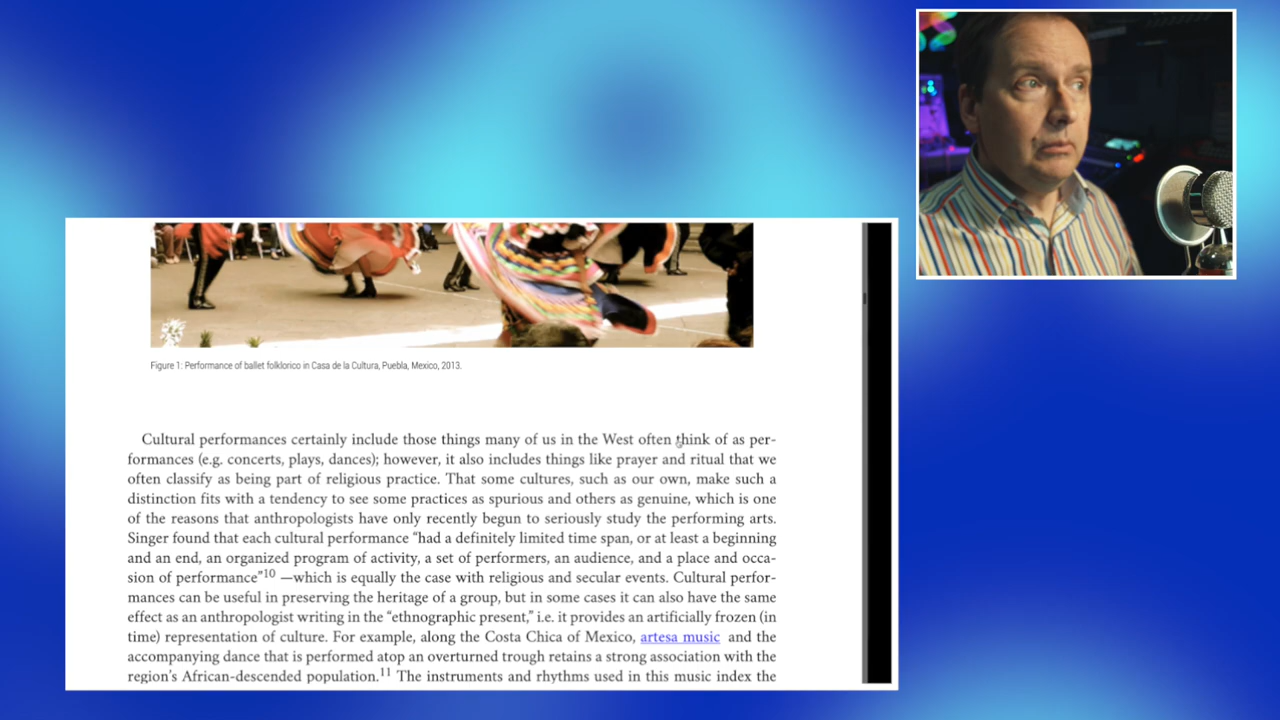 Figure 1: Performance of ballet folklorico in Casa de la Cultura, Puebla, Mexico, 2013.
Cultural performances certainly include those things many of us in the West often think of as per-
formances (e.g. concerts, plays, dances); however, it also includes things like prayer and ritual that we
often classify as being part of religious practice. That some cultures, such as our own, make such a
distinction fits with a tendency to see some practices as spurious and others as genuine, which is one
of the reasons that anthropologists have only recently begun to seriously study the performing arts.
Singer found that each cultural performance “had a definitely limited time span, or at least a beginning
and an end, an organized program of activity, a set of performers, an audience, and a place and occa-
sion of performance”10 —which is equally the case with religious and secular events. Cultural perfor-
mances can be useful in preserving the heritage of a group, but in some cases it can also have the same
effect as an anthropologist writing in the “ethnographic present,” i.e. it provides an artificially frozen (in
time) representation of culture. For example, along the Costa Chica of Mexico, artesa music and the
accompanying dance that is performed atop an overturned trough retains a strong association with the
region’s African-descended population.11 The instruments and rhythms used in this music index the